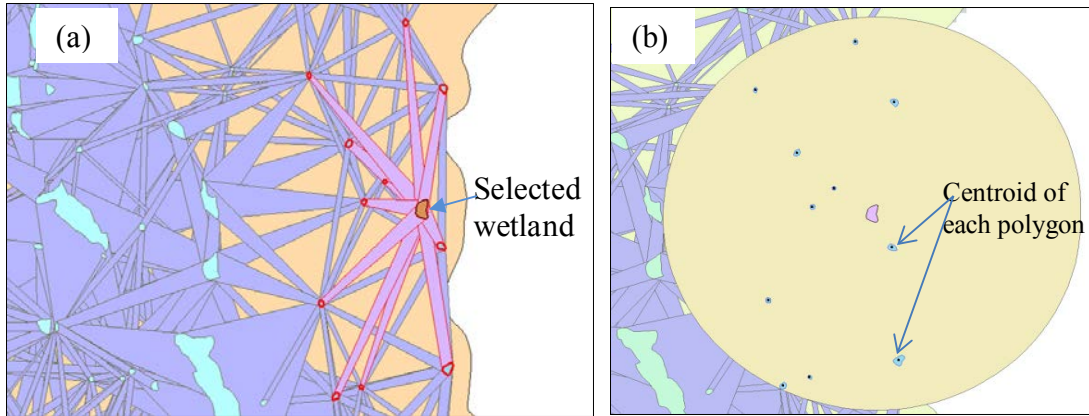 (a)
Selected
wetland
(b)
Centroid of
each polygon